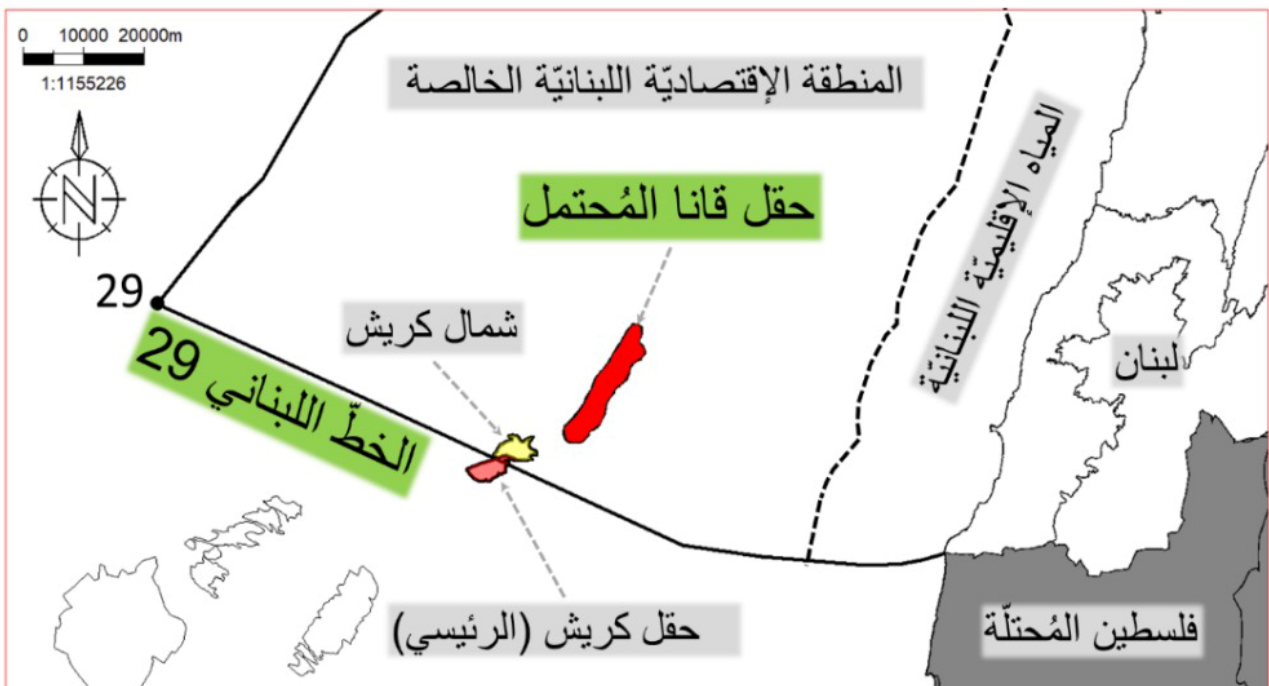 0 10000 20000m
1:1155226
المنطقة الإقتصاديّة اللبنانيّة الخالصة
المياه الإقليميّة اللبنانيّة
حقل قانا المُحتمل
N
29
شمال كريش
الخطّ اللبناني 29
لبنان
حقل كريش (الرئيسي)
فلسطين المُحتلّة